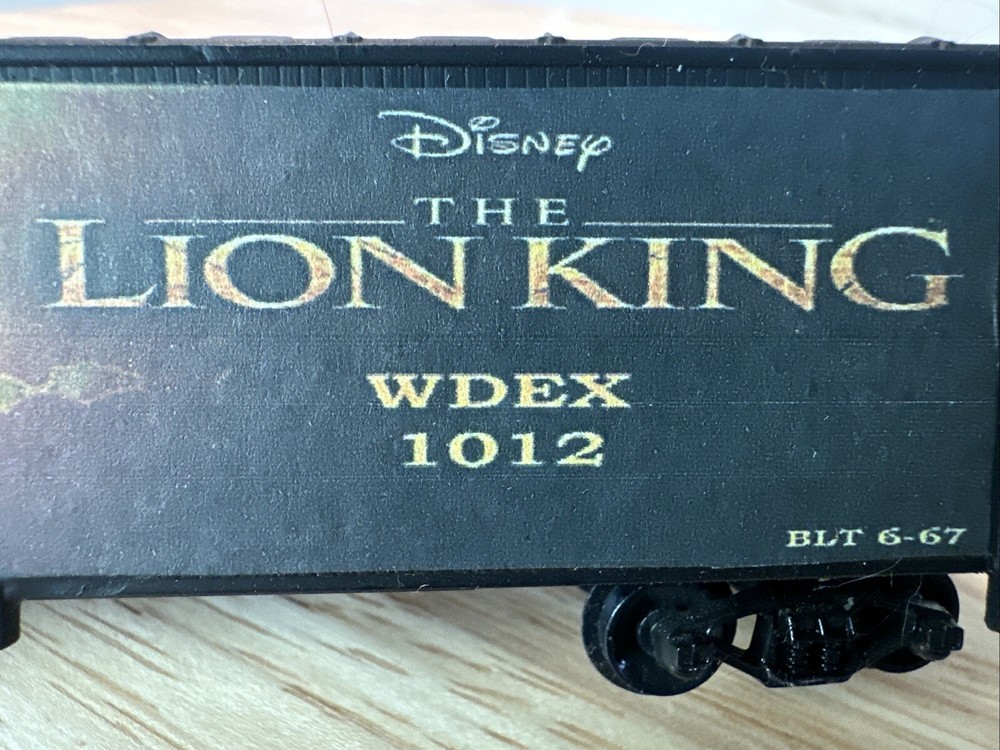 Disney
THE
LION KING
WDEX
1012
BLT 6-67